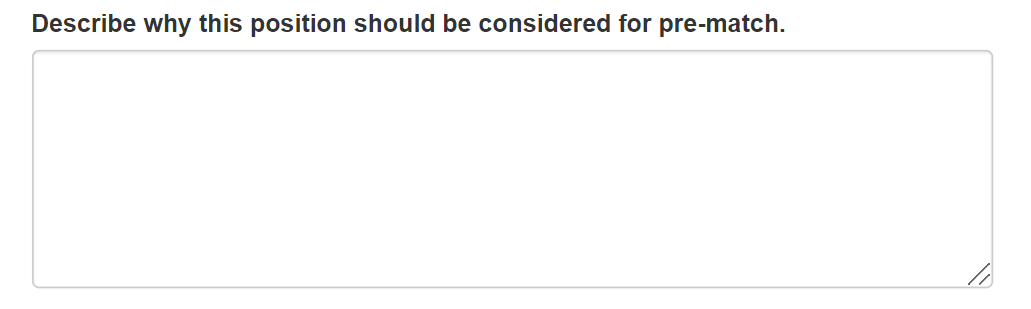 Describe why this position should be considered for pre-match.